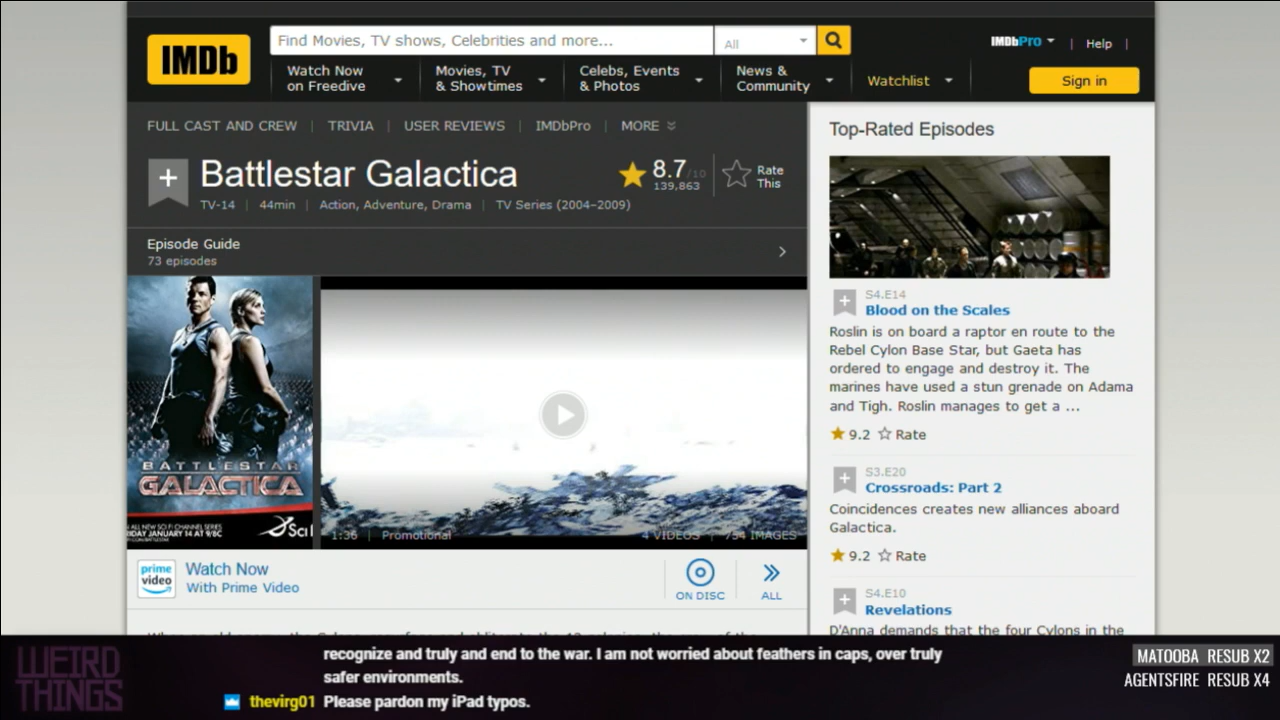 IMDb
Find Movies, TV shows, Celebrities and more...
All
IMDbPro
Help
Watch Now
on Freedive
Movies, TV
& Showtimes
Celebs, Events
& Photos
News &
Community
Watchlist
Sign in
FULL CAST AND CREW | TRIVIA | USER REVIEWS | IMDbPro | MORE
Battlestar Galactica
8.7/10
139,863
Rate
This
TV-14 | 44min | Action, Adventure, Drama | TV Series (2004–2009)
Episode Guide
73 episodes
BATTLESTAR
GALACTICA
1:36 | Promotional
4 VIDEOS | 754 IMAGES
prime
video
Watch Now
With Prime Video
ON DISC
ALL
Top-Rated Episodes
S4.E14
Blood on the Scales
Roslin is on board a raptor en route to the
Rebel Cylon Base Star, but Gaeta has
ordered to engage and destroy it. The
marines have used a stun grenade on Adama
and Tigh. Roslin manages to get a ...
9.2 Rate
S3.E20
Crossroads: Part 2
Coincidences creates new alliances aboard
Galactica.
9.2 Rate
S4.E10
Revelations
D'Anna demands that the four Cylons in the
WEIRD
THINGS
recognize and truly and end to the war. I am not worried about feathers in caps, over truly
safer environments.
thevirg01 Please pardon my iPad typos.
MATOOBA RESUB X2
AGENTSFIRE RESUB X4